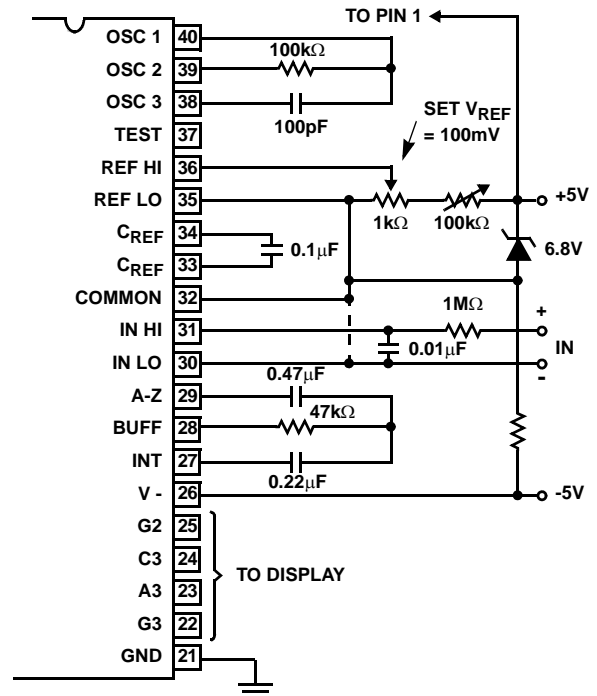 TO PIN 1
OSC 1 40
100kΩ
OSC 2 39
OSC 3 38
100pF
SET VREF
= 100mV
TEST 37
REF HI 36
REF LO 35
1kΩ 100kΩ
+5V
CREF 34
0.1μF
6.8V
CREF 33
COMMON 32
1MΩ
+
IN HI 31
0.01μF
IN
IN LO 30
-
0.47μF
A-Z 29
47kΩ
BUFF 28
INT 27
0.22μF
V - 26
-5V
G2 25
C3 24
TO DISPLAY
A3 23
G3 22
GND 21